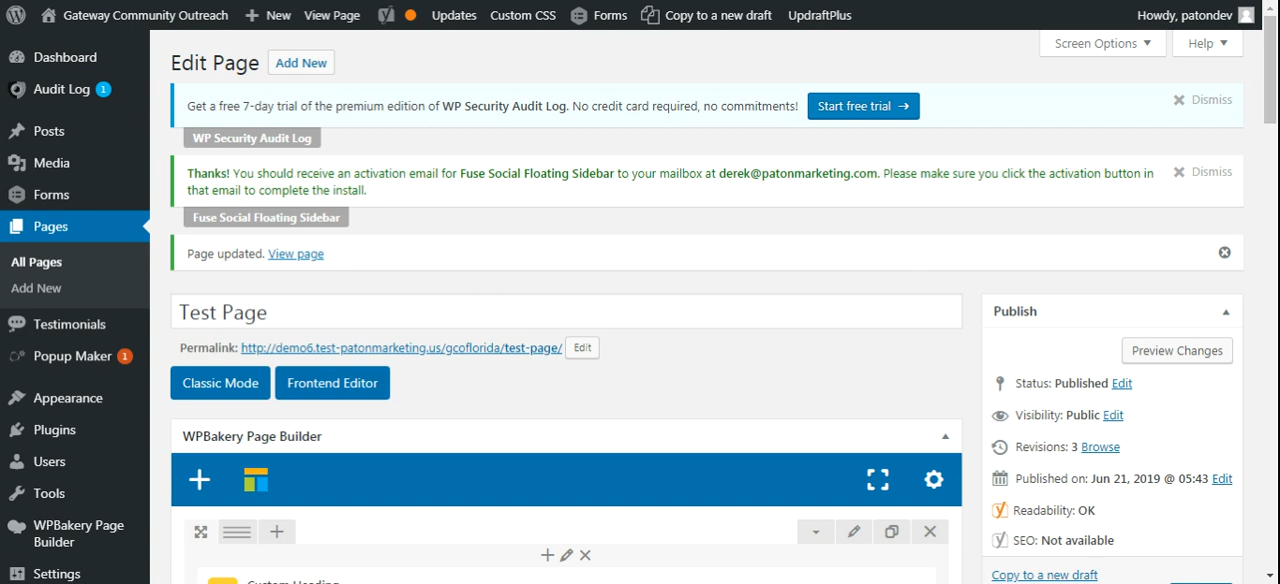 Gateway Community Outreach
New
View Page
Updates
Custom CSS
Forms
Copy to a new draft
UpdraftPlus
Howdy, patondev
Dashboard
Audit Log 1
Posts
Media
Forms
Pages
All Pages
Add New
Testimonials
Popup Maker 1
Appearance
Plugins
Users
Tools
WPBakery Page
Builder
Settings
Screen Options
Help
Edit Page
Add New
Get a free 7-day trial of the premium edition of WP Security Audit Log. No credit card required, no commitments!
Start free trial →
Dismiss
WP Security Audit Log
Thanks! You should receive an activation email for Fuse Social Floating Sidebar to your mailbox at derek@patonmarketing.com. Please make sure you click the activation button in
that email to complete the install.
Dismiss
Fuse Social Floating Sidebar
Page updated. View page
Test Page
Permalink: http://demo6.test-patonmarketing.us/gcoflorida/test-page/
Edit
Classic Mode
Frontend Editor
WPBakery Page Builder
Custom Heading
Publish
Preview Changes
Status: Published Edit
Visibility: Public Edit
Revisions: 3 Browse
Published on: Jun 21, 2019 @ 05:43 Edit
Readability: OK
SEO: Not available
Copy to a new draft